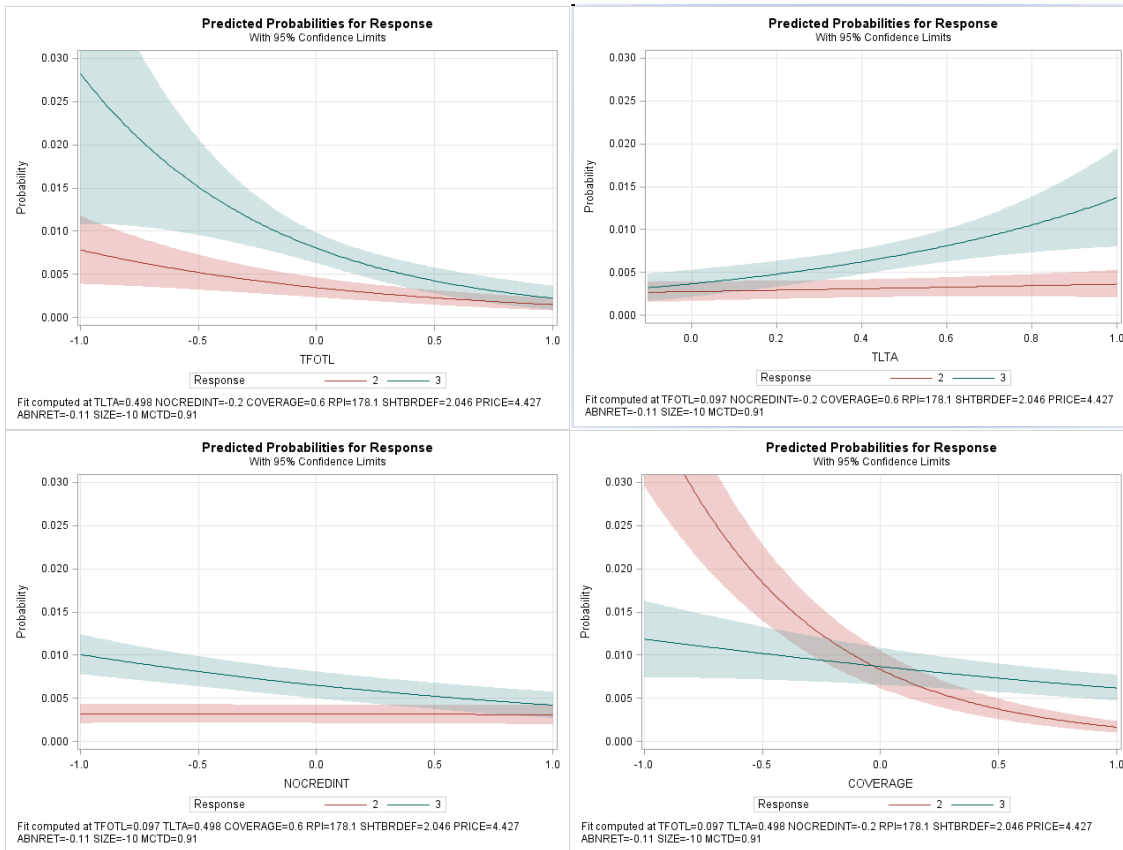 Predicted Probabilities for Response
With 95% Confidence Limits
0.030
0.025
0.020
0.015
0.010
0.005
0.000
Probability
-1.0 -0.5 0.0 0.5 1.0
TFOTL
Response 2 3
Fit computed at TLTA=0.498 NOCREDINT=-0.2 COVERAGE=0.6 RPI=178.1 SHTBRDEF=2.046 PRICE=4.427
ABNRET=-0.11 SIZE=-10 MCTD=0.91
Predicted Probabilities for Response
With 95% Confidence Limits
0.030
0.025
0.020
0.015
0.010
0.005
0.000
Probability
0.0 0.2 0.4 0.6 0.8 1.0
TLTA
Response 2 3
Fit computed at TFOTL=0.097 NOCREDINT=-0.2 COVERAGE=0.6 RPI=178.1 SHTBRDEF=2.046 PRICE=4.427
ABNRET=-0.11 SIZE=-10 MCTD=0.91
Predicted Probabilities for Response
With 95% Confidence Limits
0.030
0.025
0.020
0.015
0.010
0.005
0.000
Probability
-1.0 -0.5 0.0 0.5 1.0
NOCREDINT
Response 2 3
Fit computed at TFOTL=0.097 TLTA=0.498 COVERAGE=0.6 RPI=178.1 SHTBRDEF=2.046 PRICE=4.427
ABNRET=-0.11 SIZE=-10 MCTD=0.91
Predicted Probabilities for Response
With 95% Confidence Limits
0.030
0.025
0.020
0.015
0.010
0.005
0.000
Probability
-1.0 -0.5 0.0 0.5 1.0
COVERAGE
Response 2 3
Fit computed at TFOTL=0.097 TLTA=0.498 NOCREDINT=-0.2 RPI=178.1 SHTBRDEF=2.046 PRICE=4.427
ABNRET=-0.11 SIZE=-10 MCTD=0.91